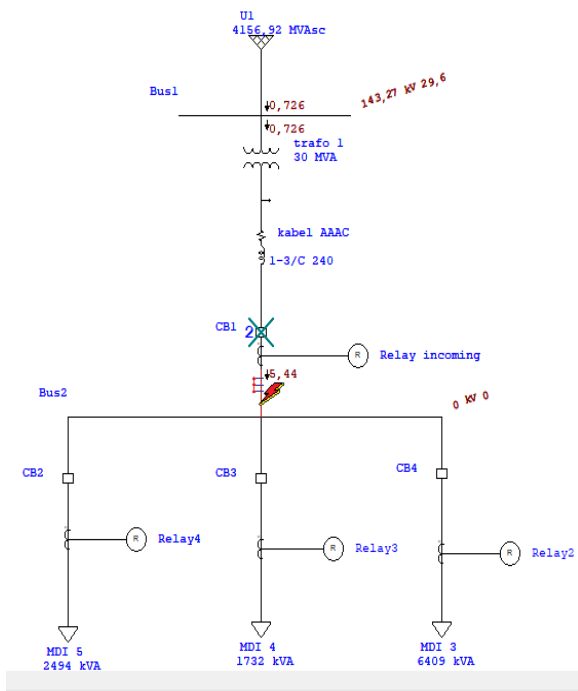 U1
4156,92 MVAsc
Bus1
143,27 kV 29,6
0,726
0,726
trafo 1
30 MVA
kabel AAAC
1-3/C 240
CB1
2
R
Relay incoming
5,44
Bus2
0 kV 0
CB2
CB3
CB4
R
Relay4
R
Relay3
R
Relay2
MDI 5
2494 kVA
MDI 4
1732 kVA
MDI 3
6409 kVA